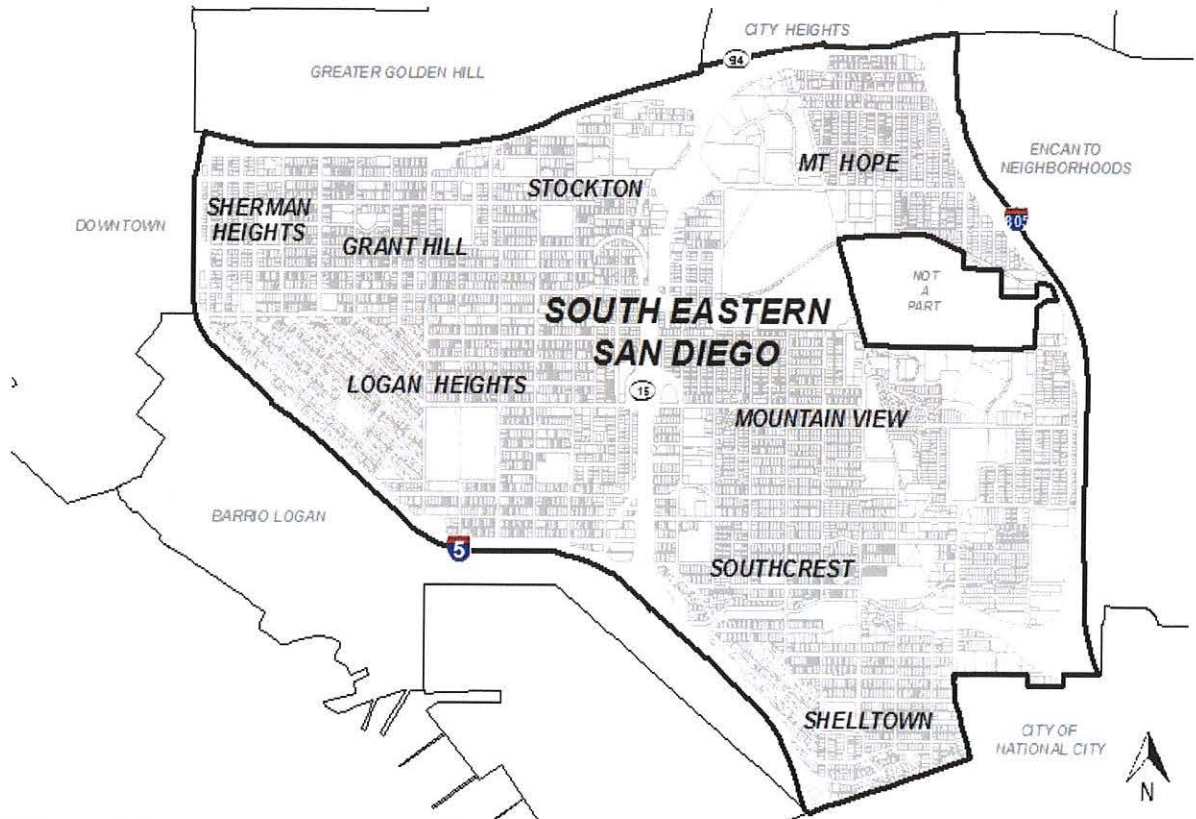 CITY HEIGHTS
94
GREATER GOLDEN HILL
ENCANTO
NEIGHBORHOODS
MT HOPE
STOCKTON
SHERMAN
HEIGHTS
DOWNTOWN
GRANT HILL
805
NOT
A
PART
SOUTH EASTERN
SAN DIEGO
LOGAN HEIGHTS
15
MOUNTAIN VIEW
BARRIO LOGAN
5
SOUTHCREST
SHELLTOWN
CITY OF
NATIONAL CITY
N